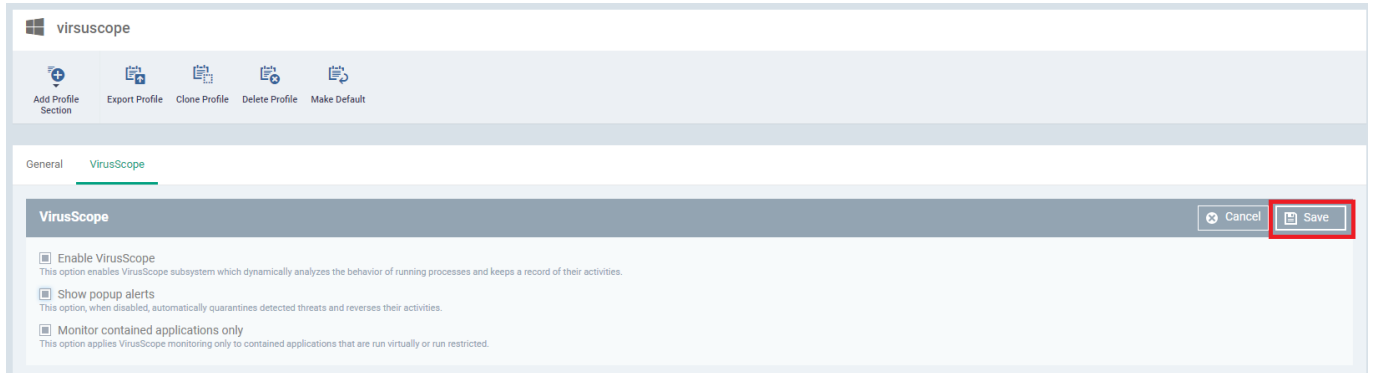 virsuscope
Add Profile
Section
Export Profile
Clone Profile
Delete Profile
Make Default
General
VirusScope
VirusScope
Cancel
Save
Enable VirusScope
This option enables VirusScope subsystem which dynamically analyzes the behavior of running processes and keeps a record of their activities.
Show popup alerts
This option, when disabled, automatically quarantines detected threats and reverses their activities.
Monitor contained applications only
This option applies VirusScope monitoring only to contained applications that are run virtually or run restricted.